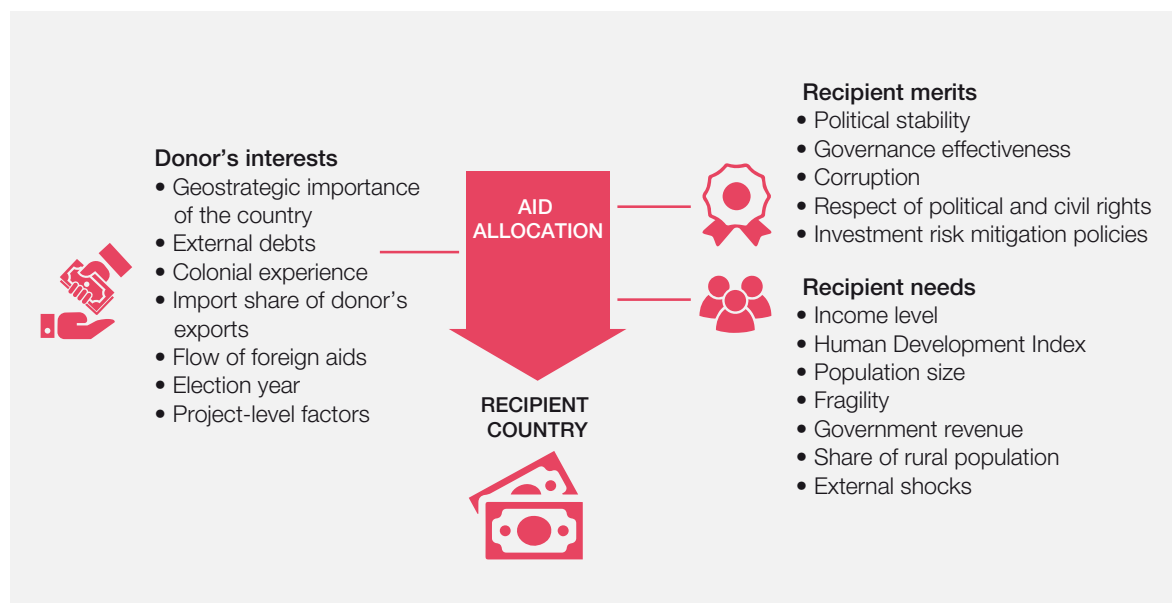 Donor's interests
• Geostrategic importance
of the country
• External debts
• Colonial experience
• Import share of donor's
exports
• Flow of foreign aids
• Election year
• Project-level factors
AID
ALLOCATION
RECIPIENT
COUNTRY
Recipient merits
• Political stability
• Governance effectiveness
• Corruption
• Respect of political and civil rights
• Investment risk mitigation policies
Recipient needs
• Income level
• Human Development Index
• Population size
• Fragility
• Government revenue
• Share of rural population
• External shocks